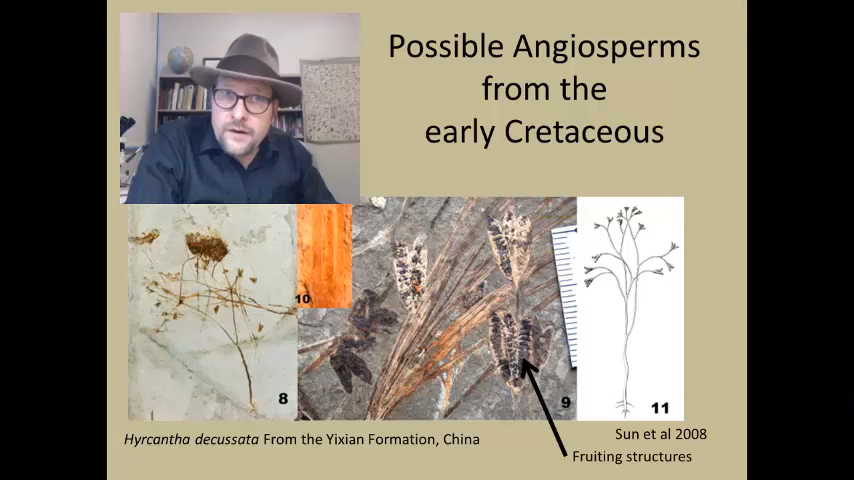 Possible Angiosperms
from the
early Cretaceous
10
8
9
11
Hyrcantha decussata From the Yixian Formation, China
Sun et al 2008
Fruiting structures